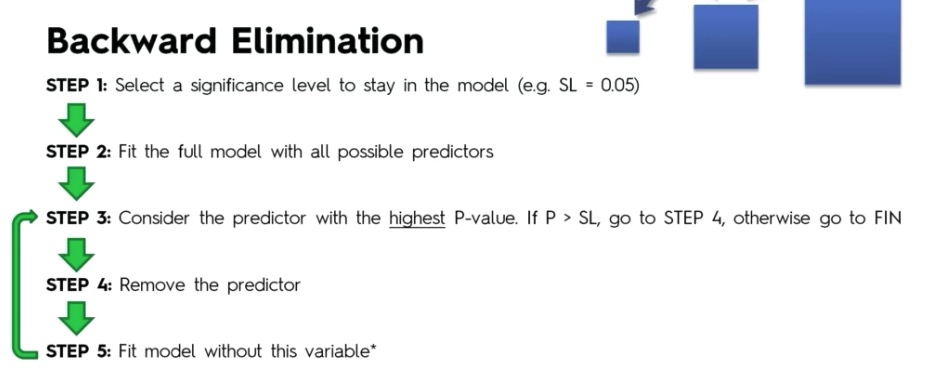 Backward Elimination
STEP 1: Select a significance level to stay in the model (e.g. SL = 0.05)
STEP 2: Fit the full model with all possible predictors
STEP 3: Consider the predictor with the highest P-value. If P > SL, go to STEP 4, otherwise go to FIN
STEP 4: Remove the predictor
STEP 5: Fit model without this variable*